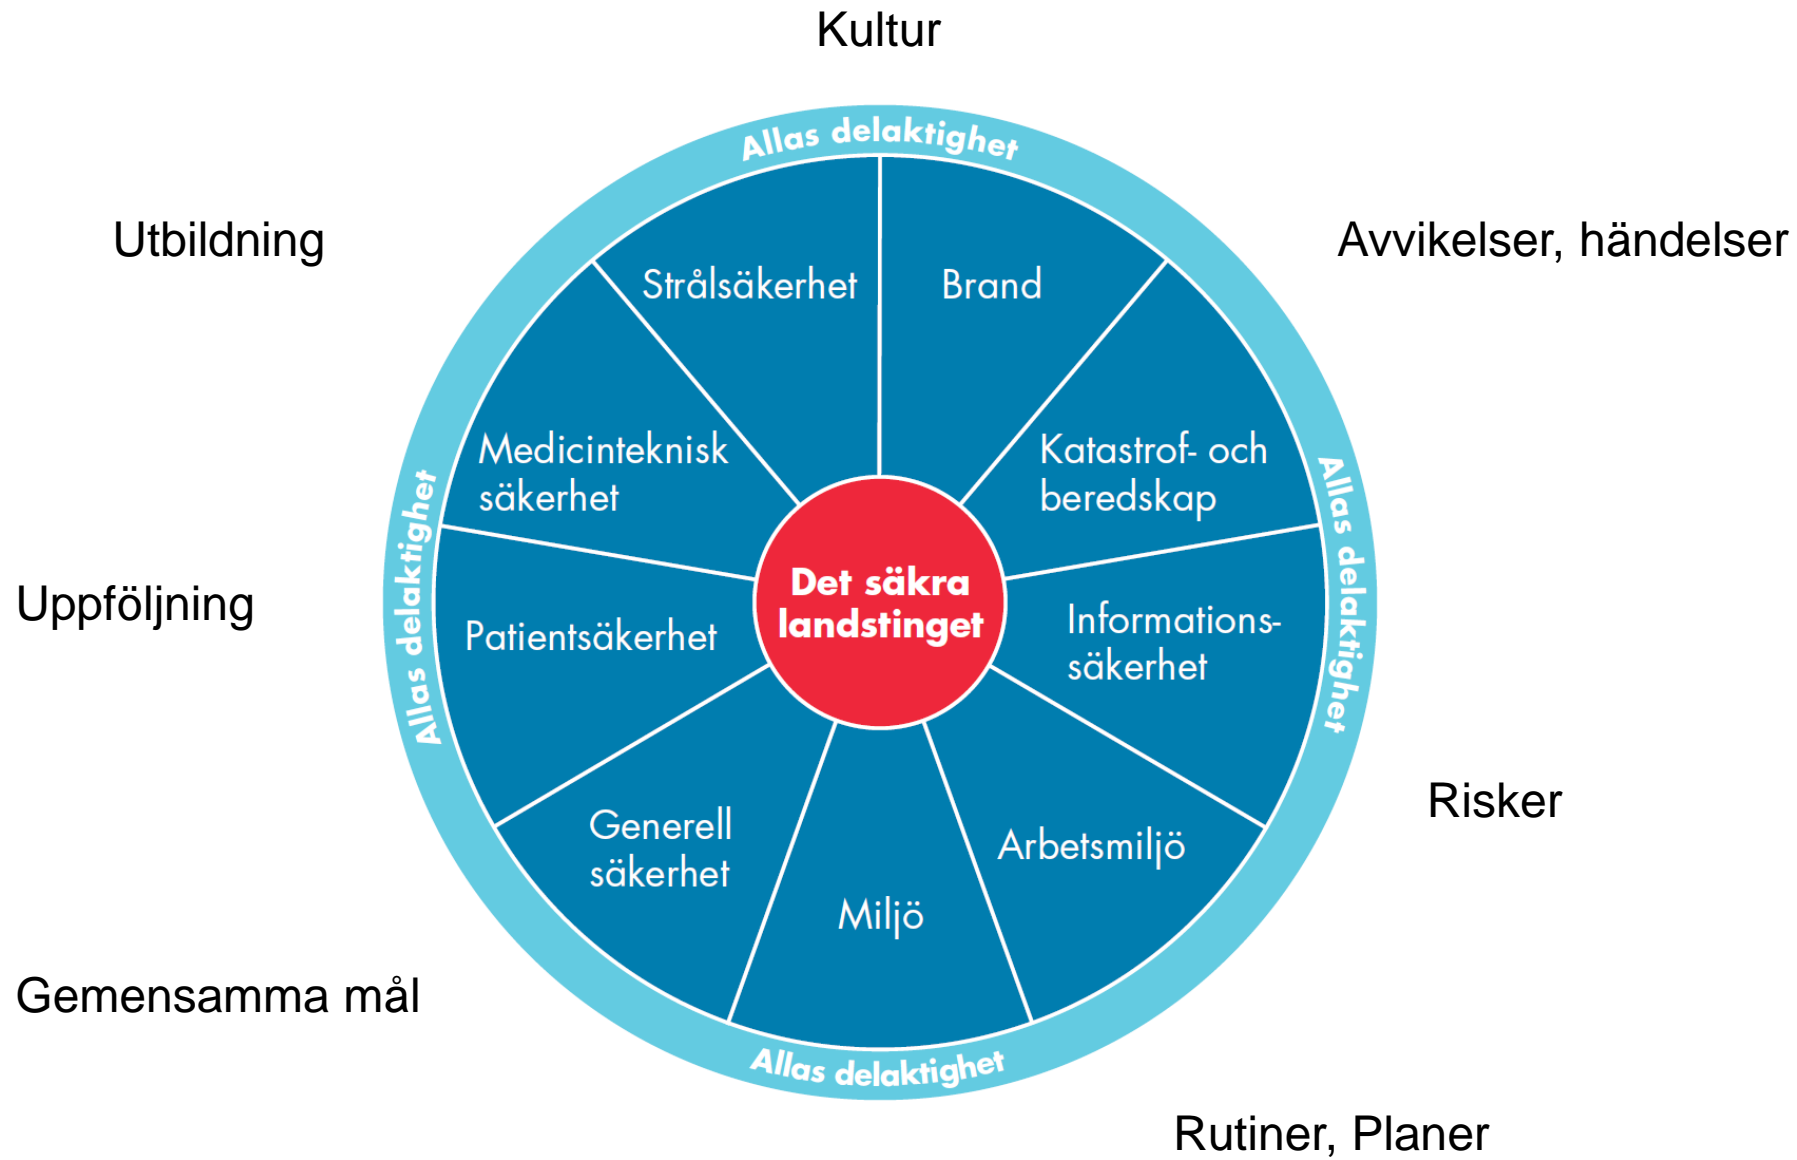 Kultur
Allas delaktighet
Utbildning
Avvikelser, händelser
Strålsäkerhet
Brand
Medicinteknisk
säkerhet
Katastrof- och
beredskap
Allas delaktighet
Allas delaktighet
Det säkra
landstinget
Uppföljning
Patientsäkerhet
Informations-
säkerhet
Risker
Generell
säkerhet
Arbetsmiljö
Miljö
Gemensamma mål
Allas delaktighet
Rutiner, Planer